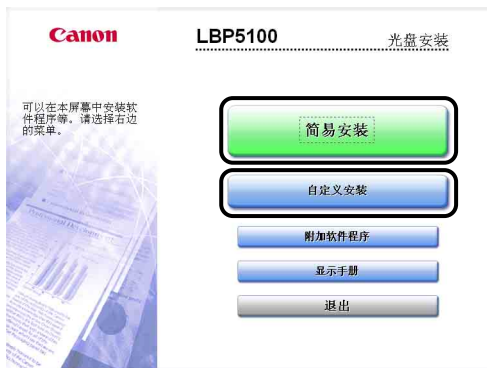 Canon
LBP5100
光盘安装
可以在本屏幕中安装软
件程序等。请选择右边
的菜单。
简易安装
自定义安装
附加软件程序
显示手册
退出